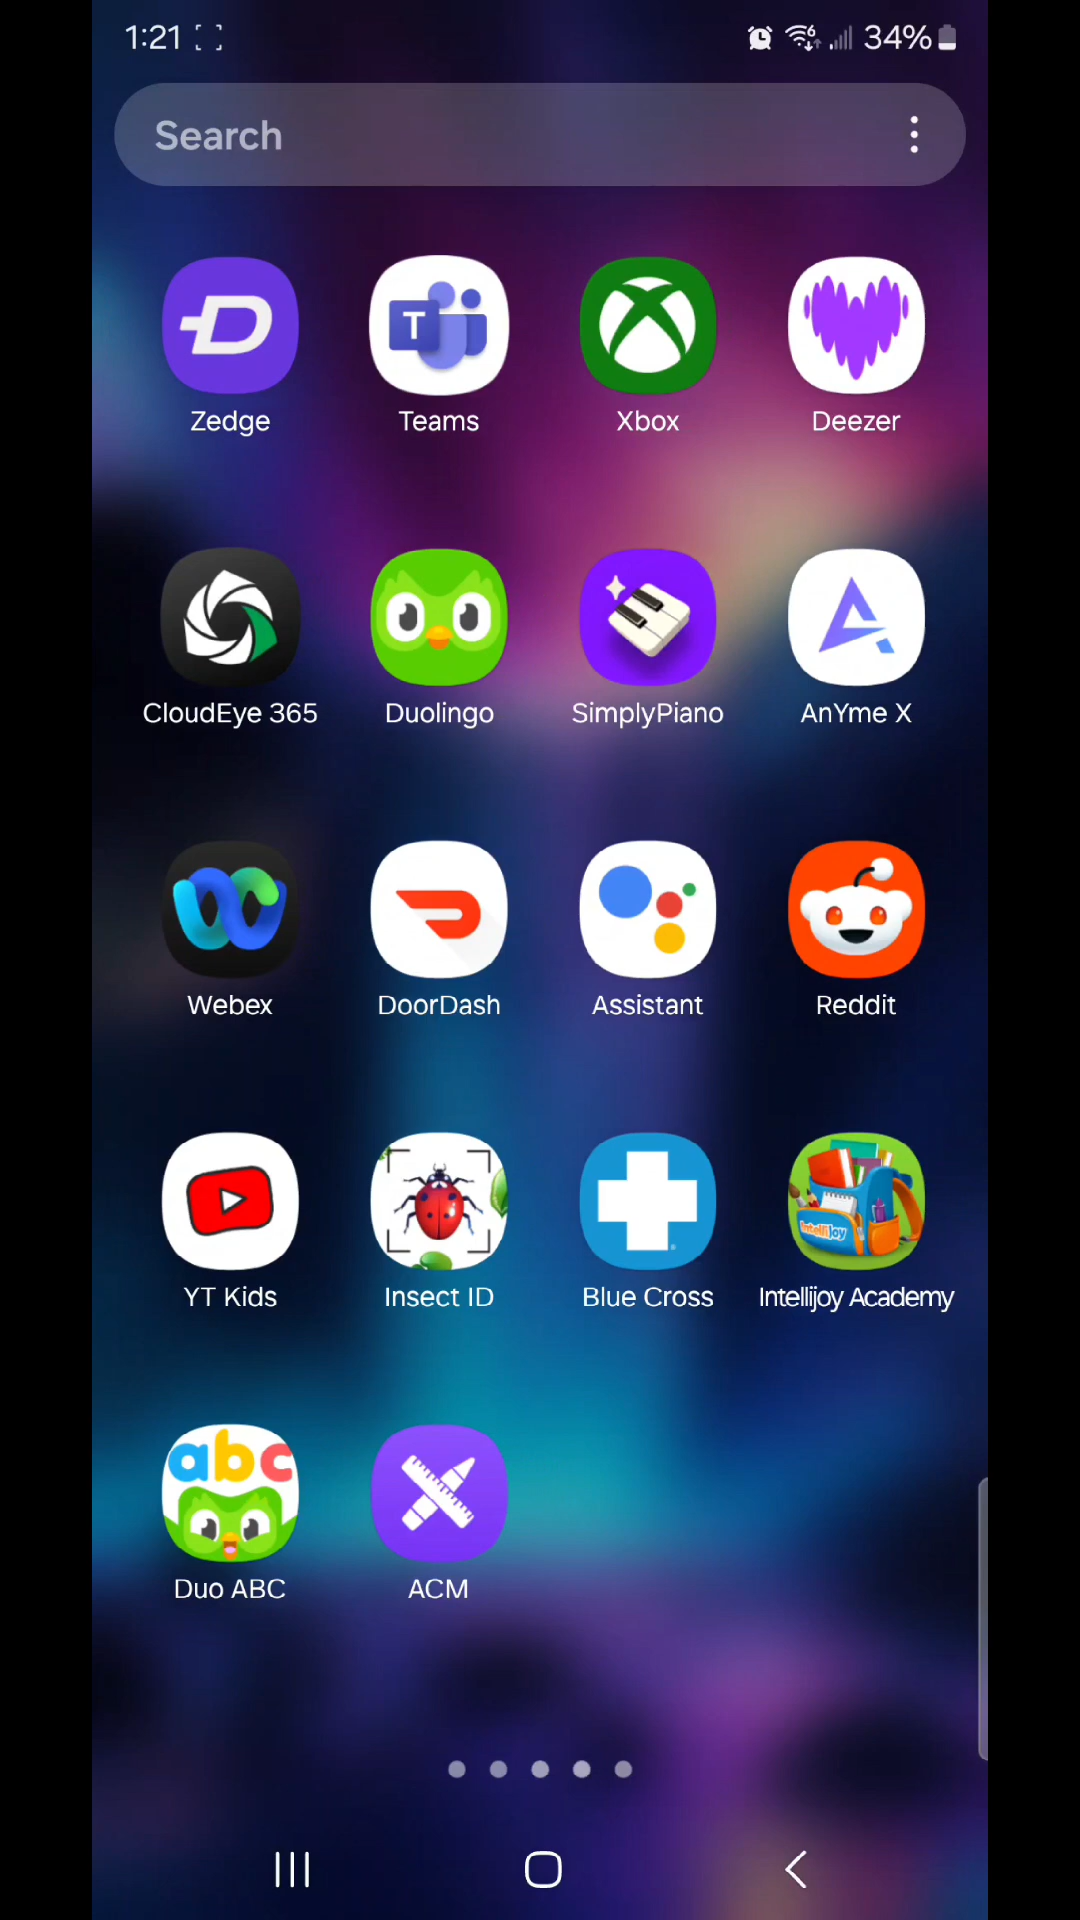 1:21 34%
Search
Zedge Teams Xbox Deezer
CloudEye 365 Duolingo SimplyPiano AnYme X
Webex DoorDash Assistant Reddit
YT Kids Insect ID Blue Cross Intellijoy Academy
abc
Duo ABC ACM